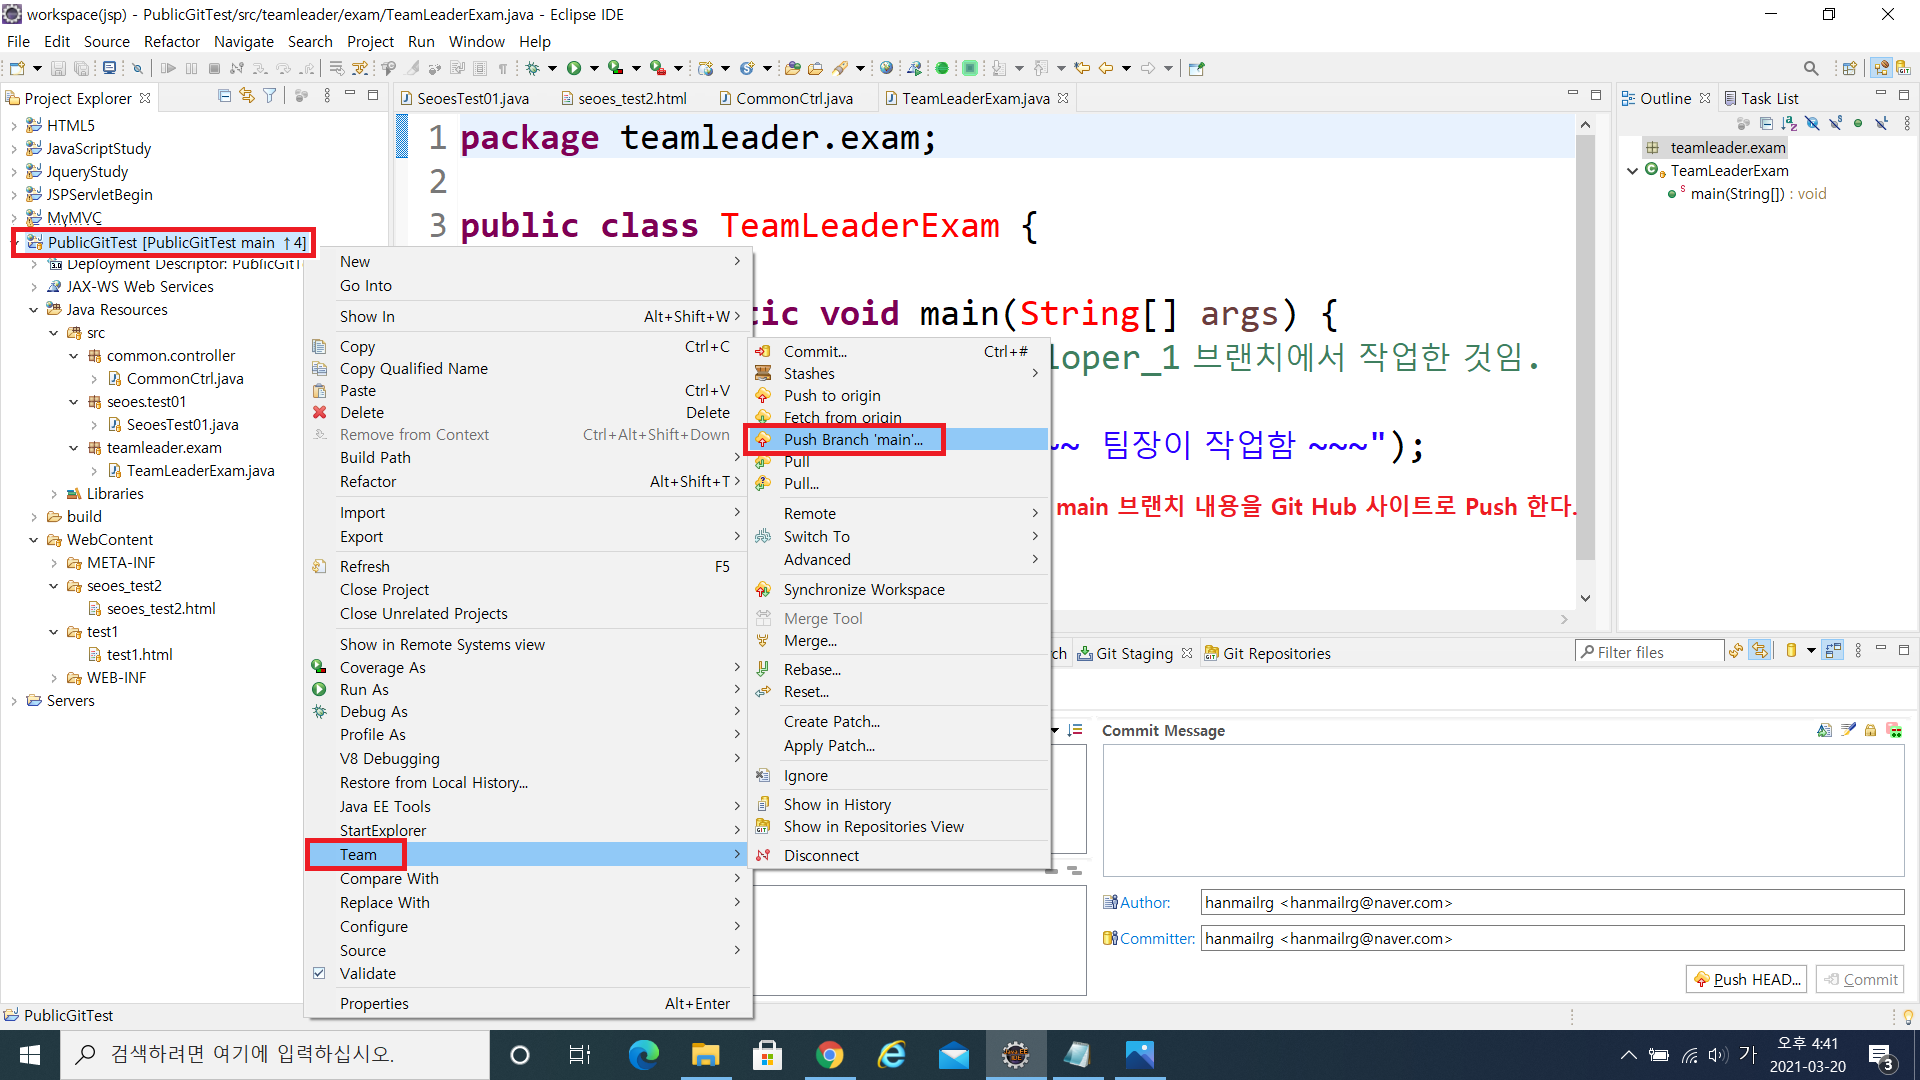 workspace(jsp) - PublicGitTest/src/teamleader/exam/TeamLeaderExam.java - Eclipse IDE
File Edit Source Refactor Navigate Search Project Run Window Help
Project Explorer
HTML5
JavaScriptStudy
JqueryStudy
JSPServletBegin
MyMVC
PublicGitTest [PublicGitTest main ↑4]
Deployment Descriptor: PublicGitT
JAX-WS Web Services
Java Resources
src
common.controller
CommonCtrl.java
seoes.test01
SeoesTest01.java
teamleader.exam
TeamLeaderExam.java
Libraries
build
WebContent
META-INF
seoes_test2
seoes_test2.html
test1
test1.html
WEB-INF
Servers
SeoesTest01.java seoes_test2.html CommonCtrl.java TeamLeaderExam.java
1 package teamleader.exam;
2
3 public class TeamLeaderExam {
tic void main(String[] args) {
loper_1 브랜치에서 작업한 것임.
~~ 팀장이 작업함 ~~~");
main 브랜치 내용을 Git Hub 사이트로 Push 한다.
New
Go Into
Show In Alt+Shift+W
Copy Ctrl+C
Copy Qualified Name
Paste Ctrl+V
Delete Delete
Remove from Context Ctrl+Alt+Shift+Down
Build Path
Refactor Alt+Shift+T
Import
Export
Refresh F5
Close Project
Close Unrelated Projects
Show in Remote Systems view
Coverage As
Run As
Debug As
Profile As
V8 Debugging
Restore from Local History...
Java EE Tools
StartExplorer
Team
Compare With
Replace With
Configure
Source
Validate
Properties Alt+Enter
Commit... Ctrl+#
Stashes
Push to origin
Fetch from origin
Push Branch 'main'...
Pull
Pull...
Remote
Switch To
Advanced
Synchronize Workspace
Merge Tool
Merge...
Rebase...
Reset...
Create Patch...
Apply Patch...
Ignore
Show in History
Show in Repositories View
Disconnect
Outline Task List
teamleader.exam
TeamLeaderExam
main(String[]) : void
ch Git Staging Git Repositories
Filter files
Commit Message
Author: hanmailrg <hanmailrg@naver.com>
Committer: hanmailrg <hanmailrg@naver.com>
Push HEAD... Commit
PublicGitTest
검색하려면 여기에 입력하십시오.
가
오후 4:41
2021-03-20
3